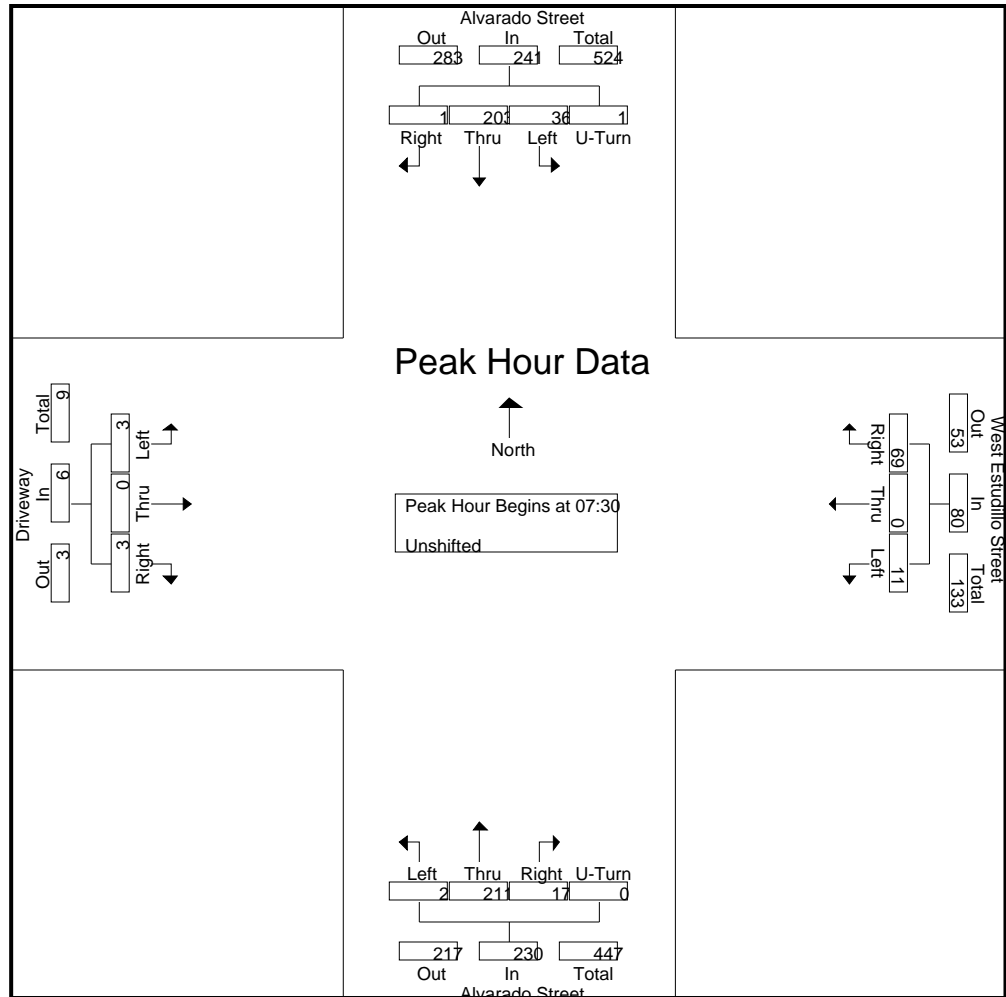 Alvarado Street
Out In Total
283 241 524
1 203 36 1
Right Thru Left U-Turn
Peak Hour Data
North
Peak Hour Begins at 07:30
Unshifted
Driveway
Total In Out
9 6 3
3 0 3
Left Thru Right
West Estudillo Street
Out In Total
53 80 133
69 0 11
Right Thru Left
Left Thru Right U-Turn
2 211 17 0
217 230 447
Out In Total
Alvarado Street